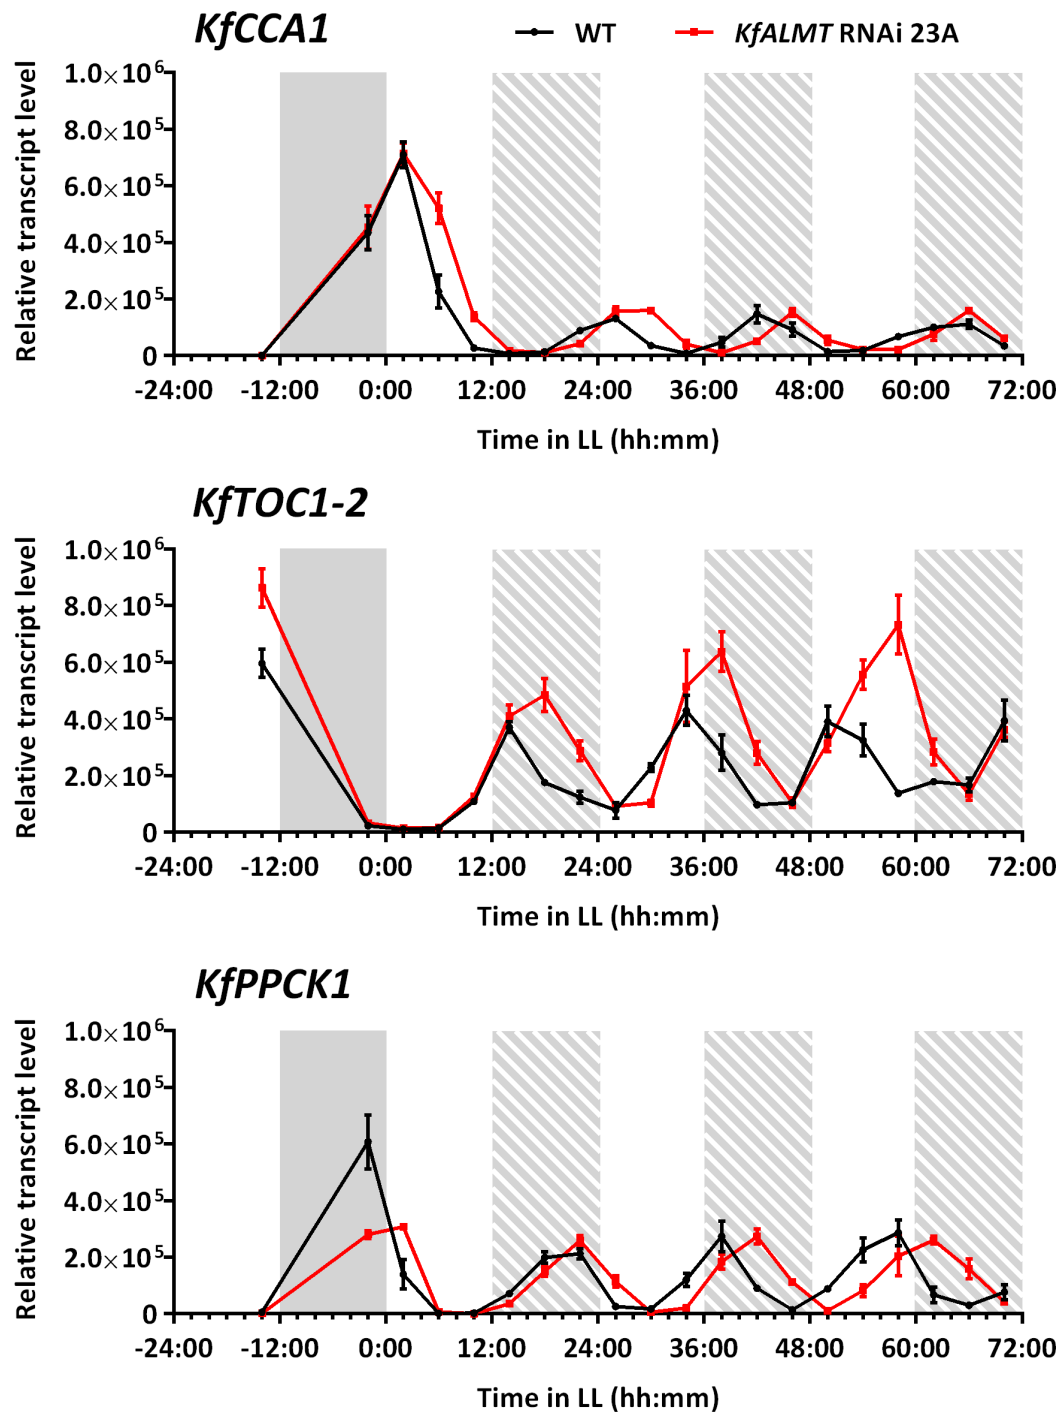 KfCCA1
WT KfALMT RNAi 23A
Relative transcript level
1.0×10⁶
8.0×10⁵
6.0×10⁵
4.0×10⁵
2.0×10⁵
0
-24:00 -12:00 0:00 12:00 24:00 36:00 48:00 60:00 72:00
Time in LL (hh:mm)
KfTOC1-2
Relative transcript level
1.0×10⁶
8.0×10⁵
6.0×10⁵
4.0×10⁵
2.0×10⁵
0
-24:00 -12:00 0:00 12:00 24:00 36:00 48:00 60:00 72:00
Time in LL (hh:mm)
KfPPCK1
Relative transcript level
1.0×10⁶
8.0×10⁵
6.0×10⁵
4.0×10⁵
2.0×10⁵
0
-24:00 -12:00 0:00 12:00 24:00 36:00 48:00 60:00 72:00
Time in LL (hh:mm)